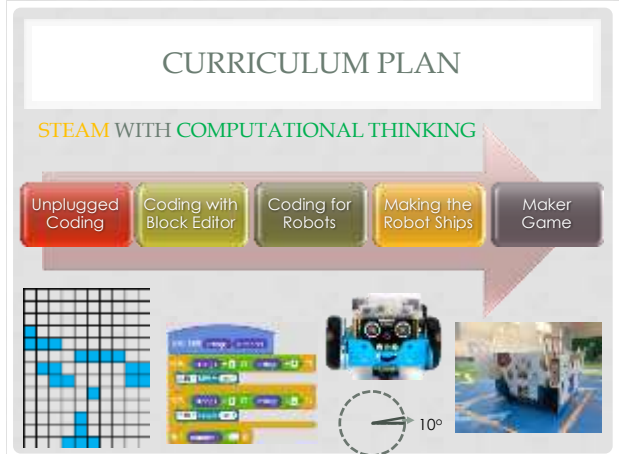 CURRICULUM PLAN
STEAM WITH COMPUTATIONAL THINKING
Unplugged
Coding
Coding with
Block Editor
Coding for
Robots
Making the
Robot Ships
Maker
Game
10º